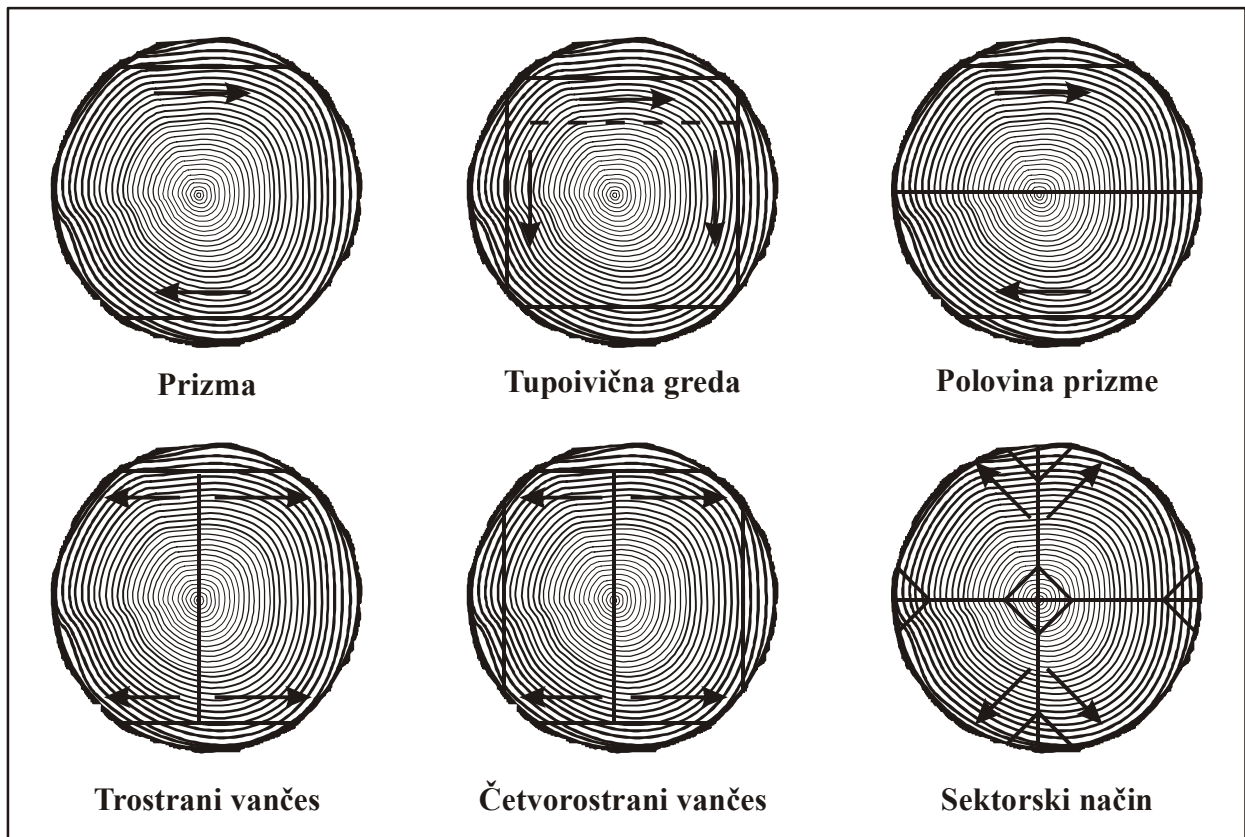 Prizma
Tupoivična greda
Polovina prizme
Trostrani vančes
Četvorostrani vančes
Sektorski način